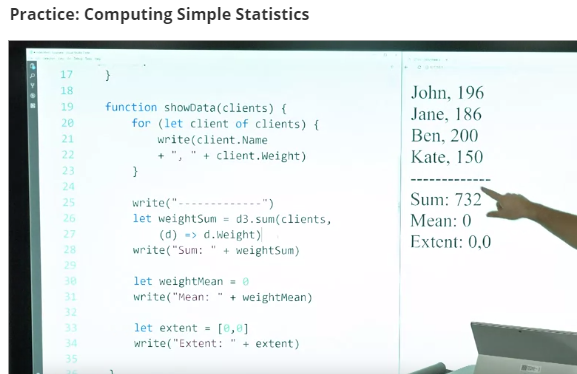 Practice: Computing Simple Statistics
17 }
18
19 function showData(clients) {
20 for (let client of clients) {
21 write(client.Name
22 + ", " + client.Weight)
23 }
24
25 write("-------------")
26 let weightSum = d3.sum(clients,
27 (d) => d.Weight)
28 write("Sum: " + weightSum)
29
30 let weightMean = 0
31 write("Mean: " + weightMean)
32
33 let extent = [0,0]
34 write("Extent: " + extent)
35
John, 196
Jane, 186
Ben, 200
Kate, 150
-------------
Sum: 732
Mean: 0
Extent: 0,0